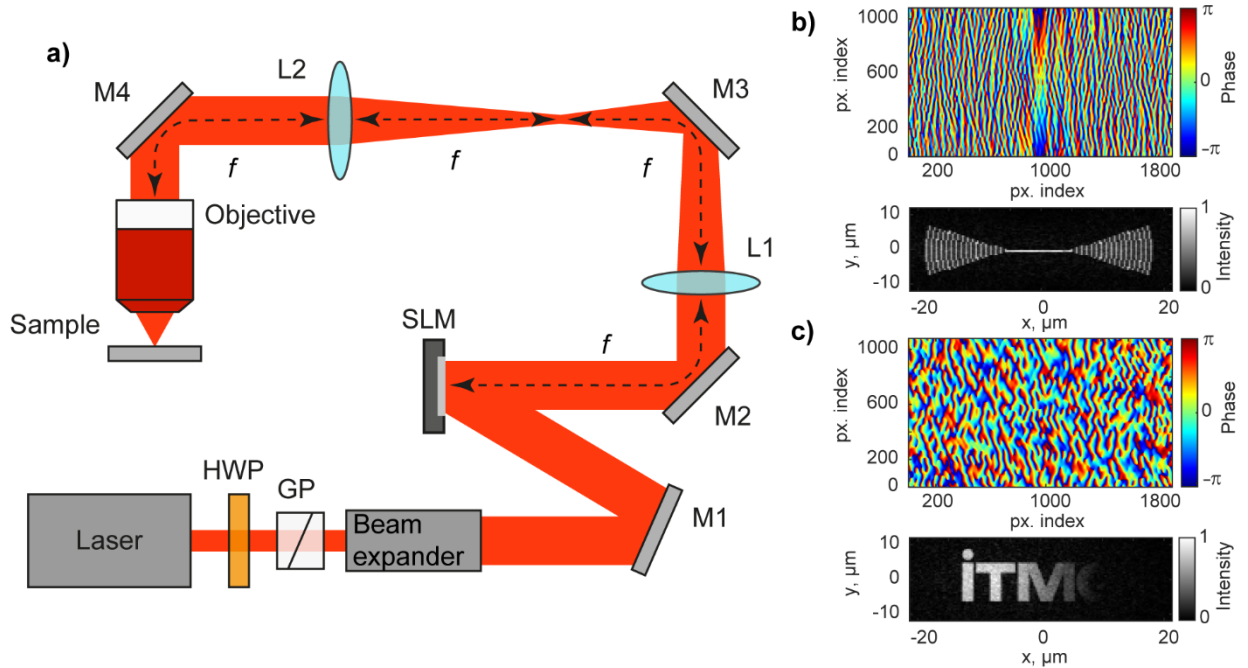 a)
M4
L2
M3
f
f
f
Objective
L1
Sample
SLM
f
M2
HWP
GP
M1
Laser
Beam
expander
b)
px. index
1000
600
200
0
200
1000
1800
px. index
π
0
−π
Phase
y, µm
10
0
-10
-20
0
20
x, µm
1
0
Intensity
c)
px. index
1000
600
200
0
200
1000
1800
px. index
π
0
−π
Phase
y, µm
10
0
-10
iTMO
-20
0
20
x, µm
1
0
Intensity